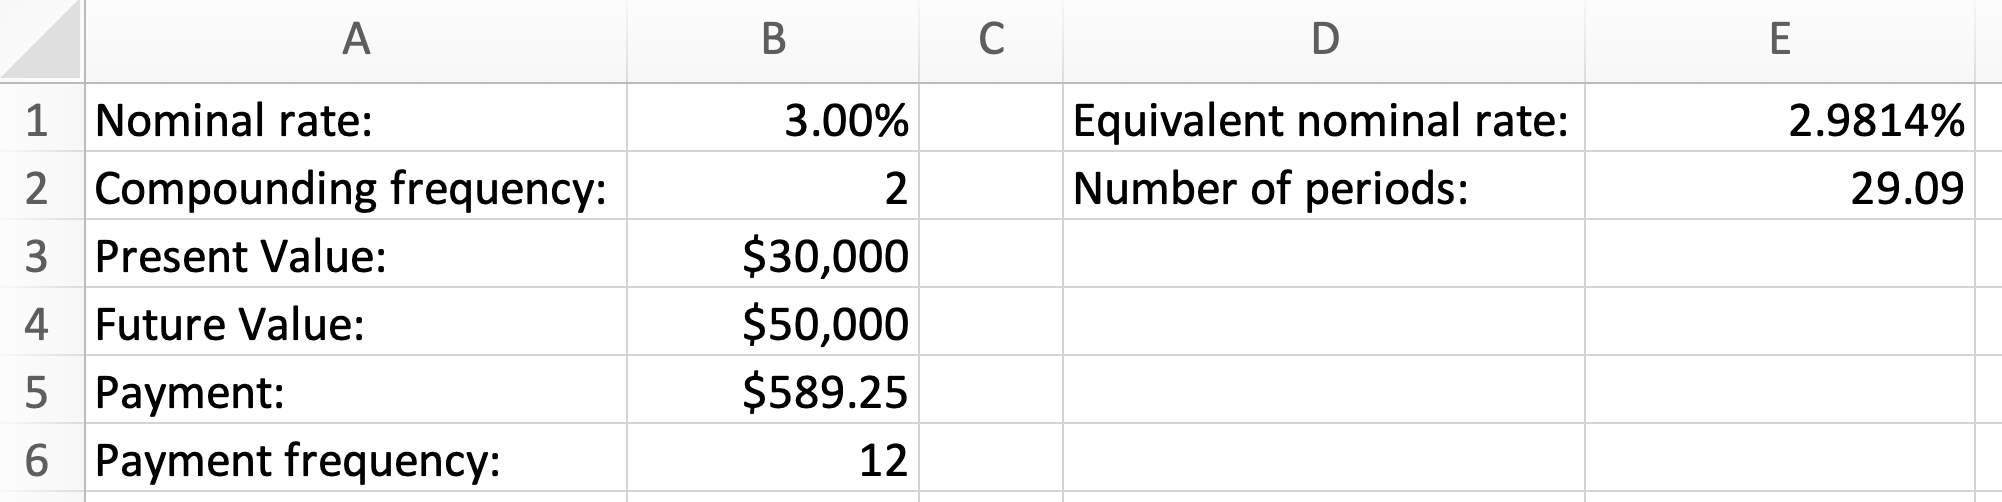 A B C D E
1 Nominal rate: 3.00% Equivalent nominal rate: 2.9814%
2 Compounding frequency: 2 Number of periods: 29.09
3 Present Value: $30,000
4 Future Value: $50,000
5 Payment: $589.25
6 Payment frequency: 12